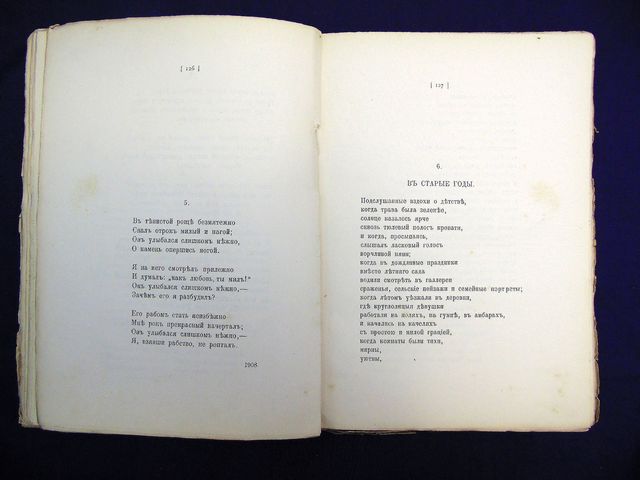 [ 126 ]
5.
Въ тѣнистой рощѣ безмятежно
Спалъ отрокъ милый и нагой;
Онъ улыбался слишкомъ нѣжно,
О камень опершись ногой.
Я на него смотрѣлъ прилежно
И думалъ: „какъ любовь, ты милъ!“
Онъ улыбался слишкомъ нѣжно,—
Зачѣмъ его я разбудилъ?
Его рабомъ стать неизбѣжно
Мнѣ рокъ прекрасный начерталъ;
Онъ улыбался слишкомъ нѣжно,—
Я, взявши рабство, не ропталъ.
1908
[ 127 ]
6.
ВЪ СТАРЫЕ ГОДЫ.
Подслушанные вздохи о дѣтствѣ,
когда трава была зеленѣе,
солнце казалось ярче
сквозь тюлевый пологъ кровати,
и когда, просыпаясь,
слышалъ ласковый голосъ
ворчливой няни;
когда въ дождливые праздники
вмѣсто лѣтняго сада
водили смотрѣть въ галлереи
сраженья, сельскіе пейзажи и семейные портреты;
когда лѣтомъ уѣзжали въ деревни,
гдѣ круглолицыя дѣвушки
работали на поляхъ, на гумнѣ, въ амбарахъ,
и качались на качеляхъ
съ простою и милой граціей,
когда комнаты были тихи,
мирны,
уютны,